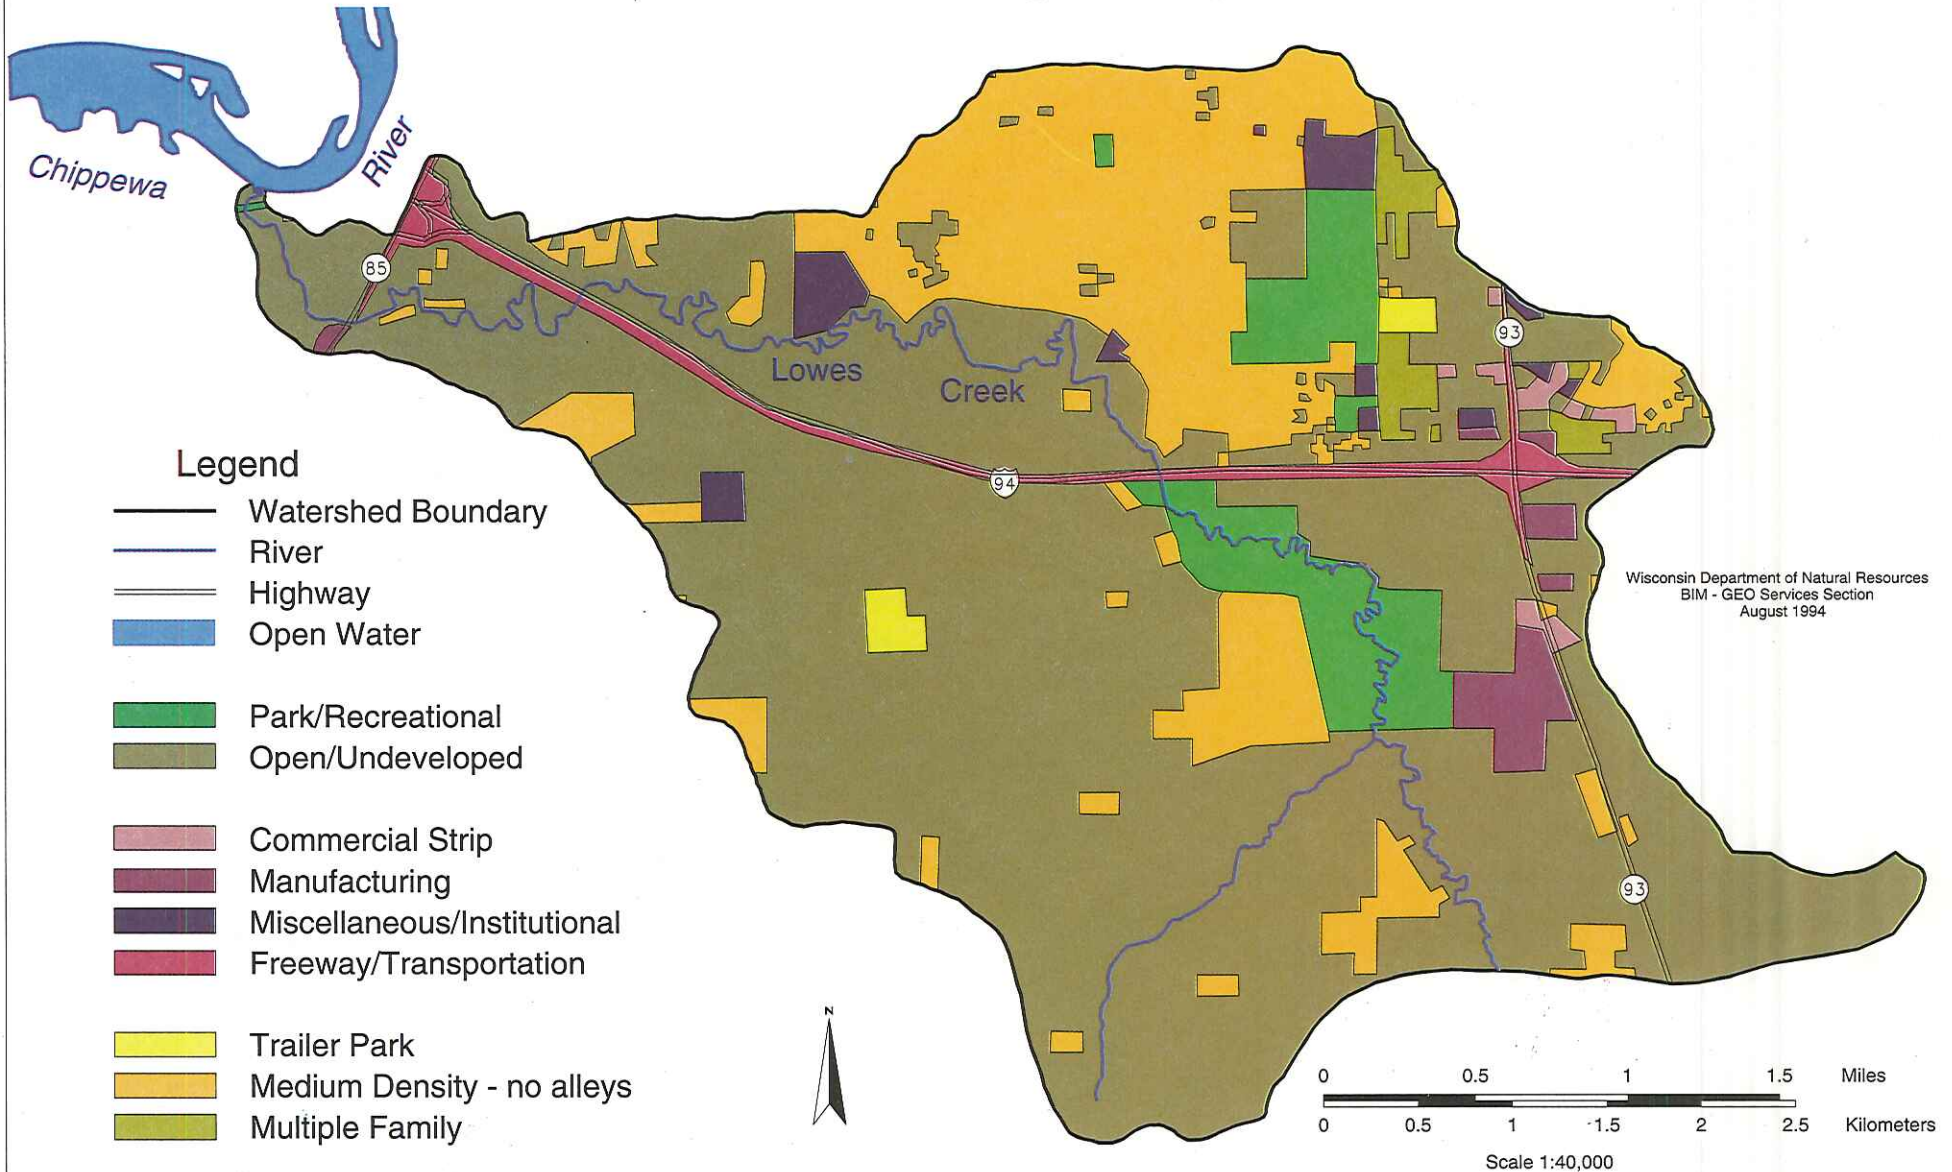 Chippewa
River
85
93
Lowes
Creek
94
Legend
Watershed Boundary
River
Highway
Open Water
Park/Recreational
Open/Undeveloped
Commercial Strip
Manufacturing
Miscellaneous/Institutional
Freeway/Transportation
Trailer Park
Medium Density - no alleys
Multiple Family
Wisconsin Department of Natural Resources
BIM - GEO Services Section
August 1994
93
N
0 0.5 1 1.5 Miles
0 0.5 1 1.5 2 2.5 Kilometers
Scale 1:40,000